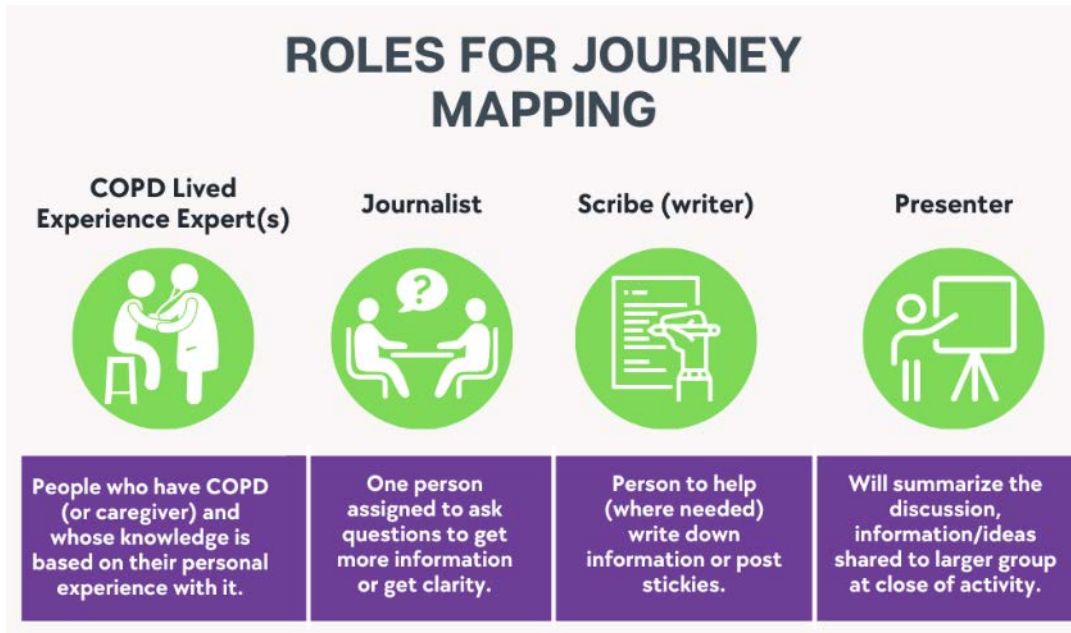 ROLES FOR JOURNEY
MAPPING
COPD Lived
Experience Expert(s)
Journalist
Scribe (writer)
Presenter
?
People who have COPD
(or caregiver) and
whose knowledge is
based on their personal
experience with it.
One person
assigned to ask
questions to get
more information
or get clarity.
Person to help
(where needed)
write down
information or post
stickies.
Will summarize the
discussion,
information/ideas
shared to larger group
at close of activity.